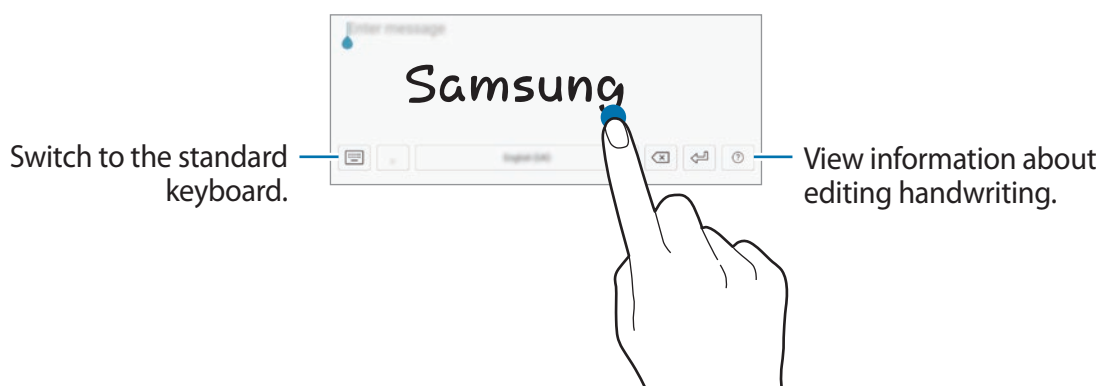 Enter message
Samsung
Switch to the standard
keyboard.
English (UK)
View information about
editing handwriting.